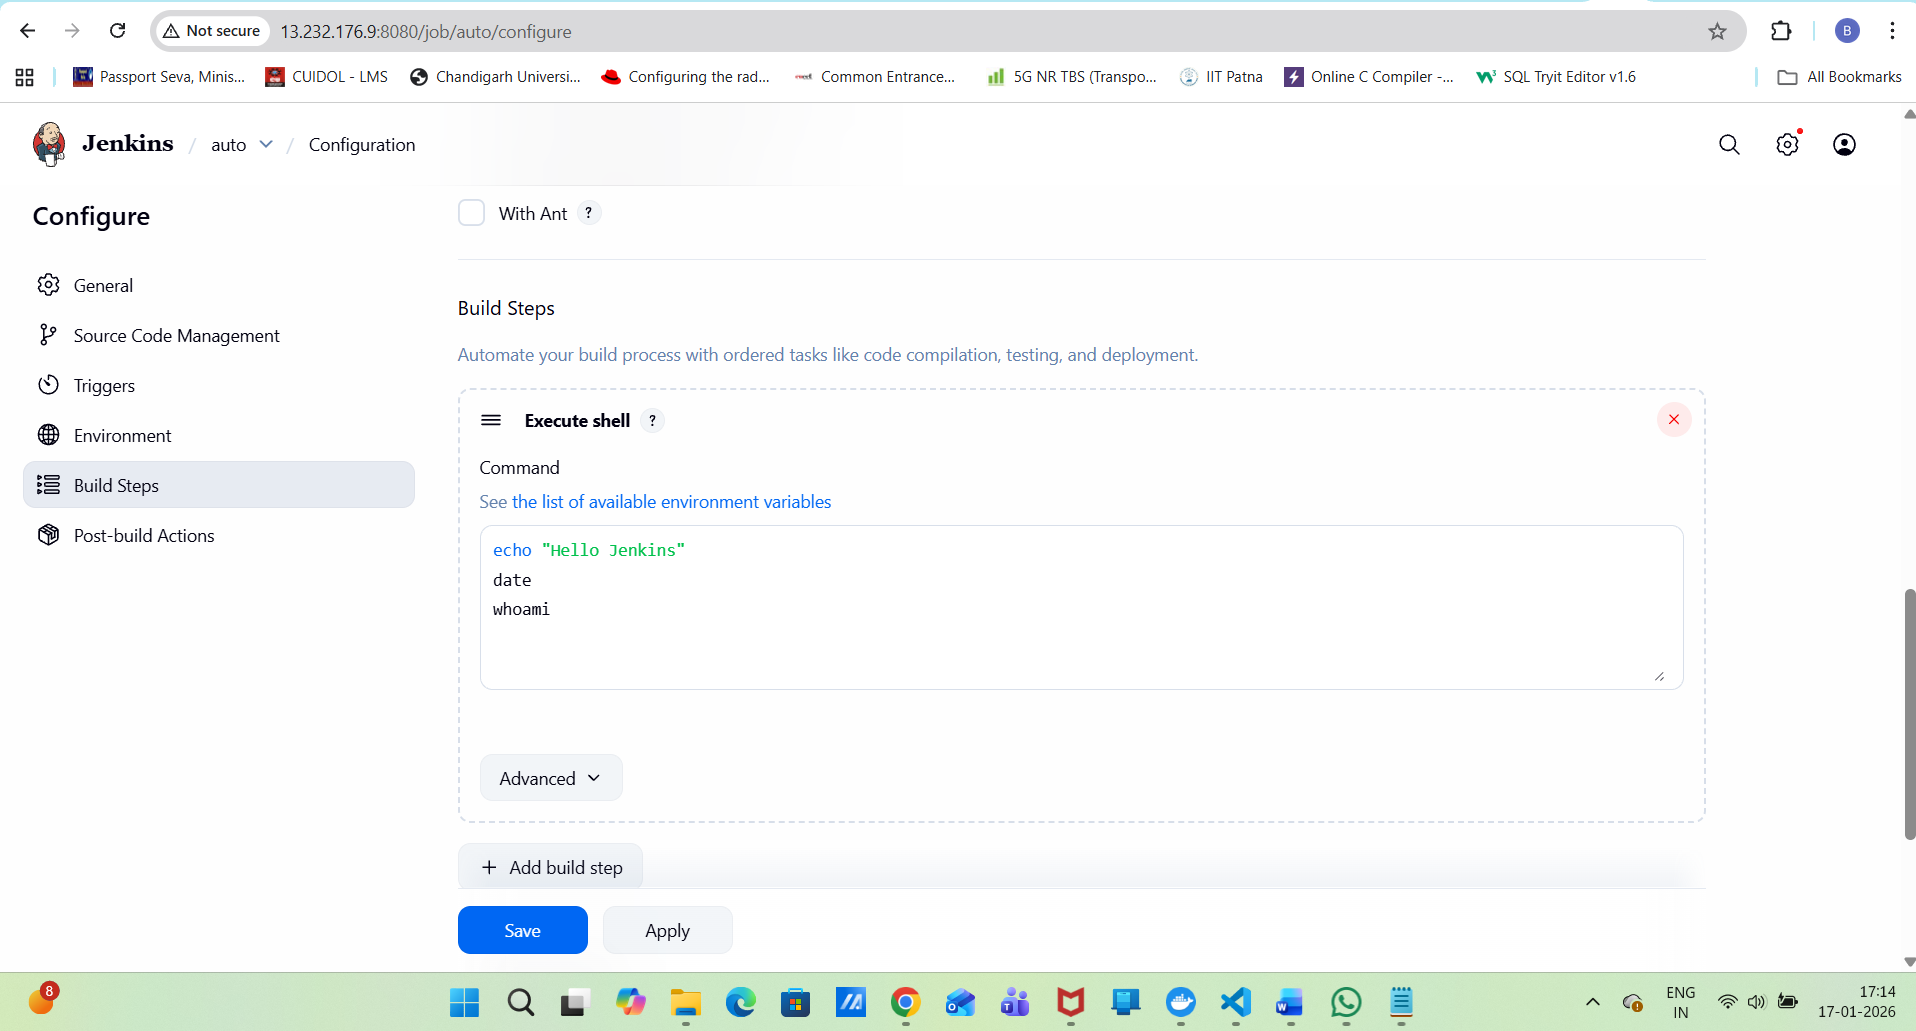 Not secure 13.232.176.9:8080/job/auto/configure B
Passport Seva, Minis... CUIDOL - LMS Chandigarh Universi... Configuring the rad... Common Entrance... 5G NR TBS (Transpo... IIT Patna Online C Compiler -... SQL Tryit Editor v1.6 All Bookmarks
Jenkins / auto / Configuration
Configure
General
Source Code Management
Triggers
Environment
Build Steps
Post-build Actions
With Ant ?
Build Steps
Automate your build process with ordered tasks like code compilation, testing, and deployment.
Execute shell ?
Command
See the list of available environment variables
echo "Hello Jenkins"
date
whoami
Advanced
+ Add build step
Save Apply
8
ENG
IN
17:14
17-01-2026